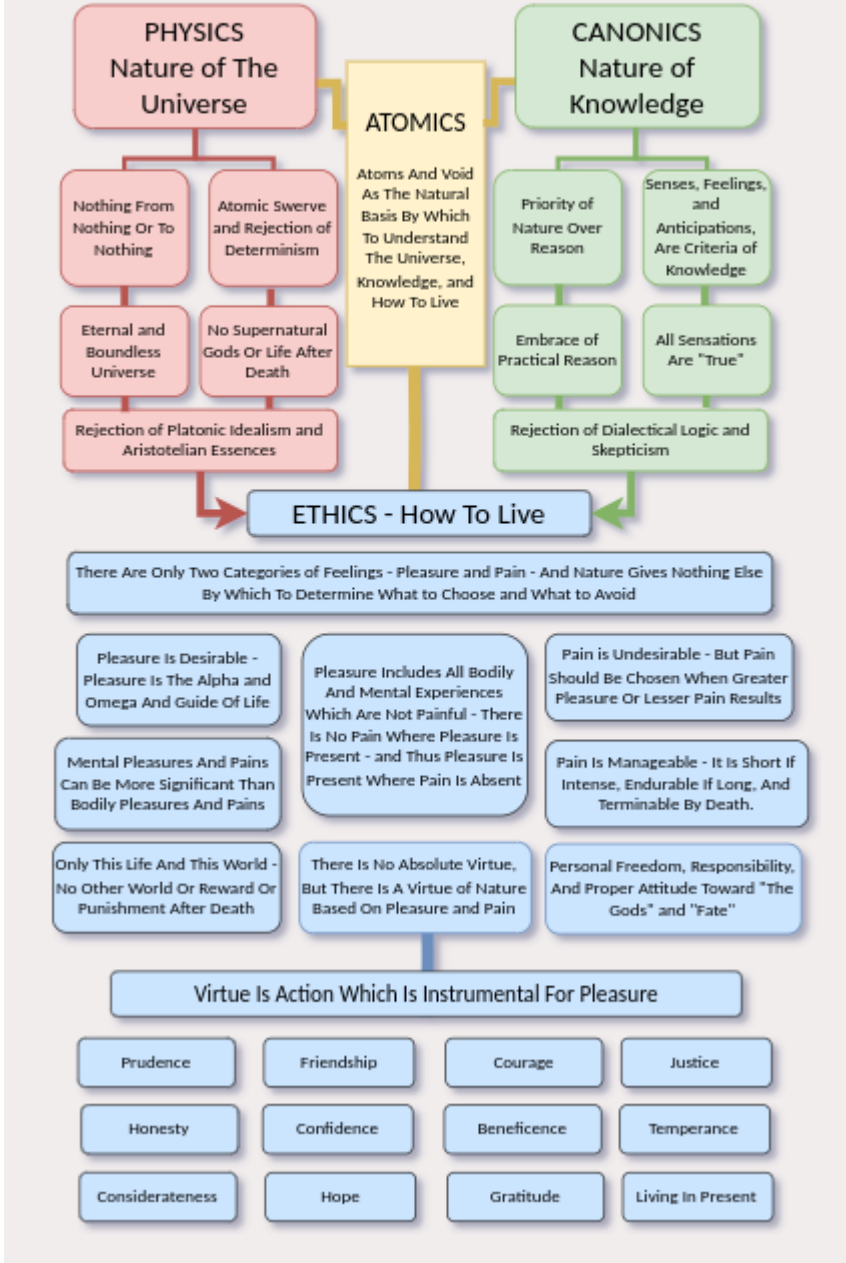 PHYSICS
Nature of The
Universe
CANONICS
Nature of
Knowledge
ATOMICS
Atoms And Void
As The Natural
Basis By Which
To Understand
The Universe,
Knowledge, and
How To Live
Nothing From
Nothing Or To
Nothing
Atomic Swerve
and Rejection of
Determinism
Priority of
Nature Over
Reason
Senses, Feelings,
and
Anticipations,
Are Criteria of
Knowledge
Eternal and
Boundless
Universe
No Supernatural
Gods Or Life After
Death
Embrace of
Practical Reason
All Sensations
Are "True"
Rejection of Platonic Idealism and
Aristotelian Essences
Rejection of Dialectical Logic and
Skepticism
ETHICS - How To Live
There Are Only Two Categories of Feelings - Pleasure and Pain - And Nature Gives Nothing Else
By Which To Determine What to Choose and What to Avoid
Pleasure Is Desirable -
Pleasure Is The Alpha and
Omega And Guide Of Life
Pleasure Includes All Bodily
And Mental Experiences
Which Are Not Painful - There
Is No Pain Where Pleasure Is
Present - and Thus Pleasure Is
Present Where Pain Is Absent
Pain is Undesirable - But Pain
Should Be Chosen When Greater
Pleasure Or Lesser Pain Results
Mental Pleasures And Pains
Can Be More Significant Than
Bodily Pleasures And Pains
Pain Is Manageable - It Is Short If
Intense, Endurable If Long, And
Terminable By Death.
Only This Life And This World -
No Other World Or Reward Or
Punishment After Death
There Is No Absolute Virtue,
But There Is A Virtue of Nature
Based On Pleasure and Pain
Personal Freedom, Responsibility,
And Proper Attitude Toward "The
Gods" and "Fate"
Virtue Is Action Which Is Instrumental For Pleasure
Prudence
Friendship
Courage
Justice
Honesty
Confidence
Beneficence
Temperance
Considerateness
Hope
Gratitude
Living In Present